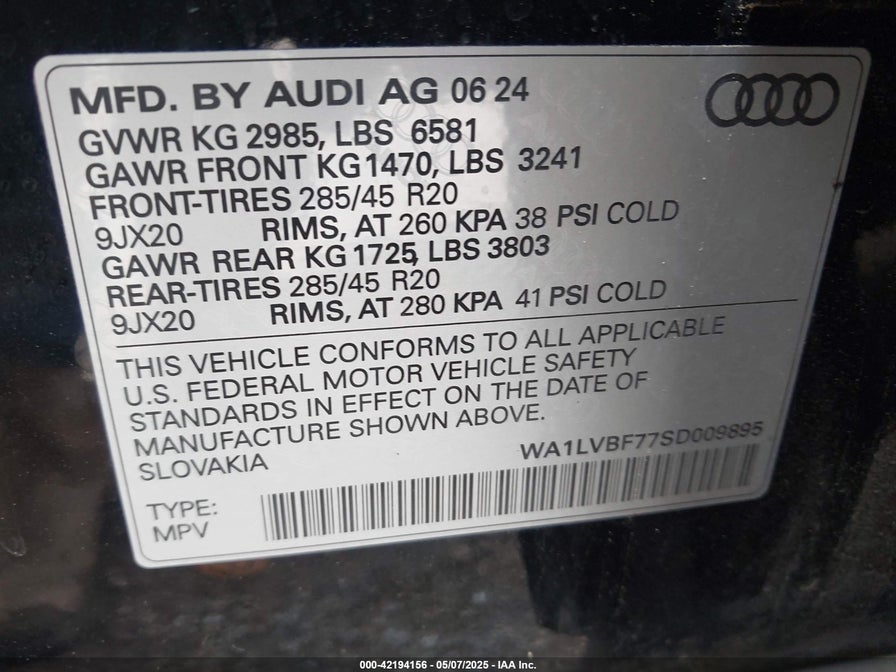 MFD. BY AUDI AG 06 24
GVWR KG 2985, LBS 6581
GAWR FRONT KG 1470, LBS 3241
FRONT-TIRES 285/45 R20
9JX20 RIMS, AT 260 KPA 38 PSI COLD
GAWR REAR KG 1725, LBS 3803
REAR-TIRES 285/45 R20
9JX20 RIMS, AT 280 KPA 41 PSI COLD
THIS VEHICLE CONFORMS TO ALL APPLICABLE
U.S. FEDERAL MOTOR VEHICLE SAFETY
STANDARDS IN EFFECT ON THE DATE OF
MANUFACTURE SHOWN ABOVE.
SLOVAKIA
WA1LVBF77SD009895
TYPE:
MPV
000-42194156 - 05/07/2025 - IAA Inc.